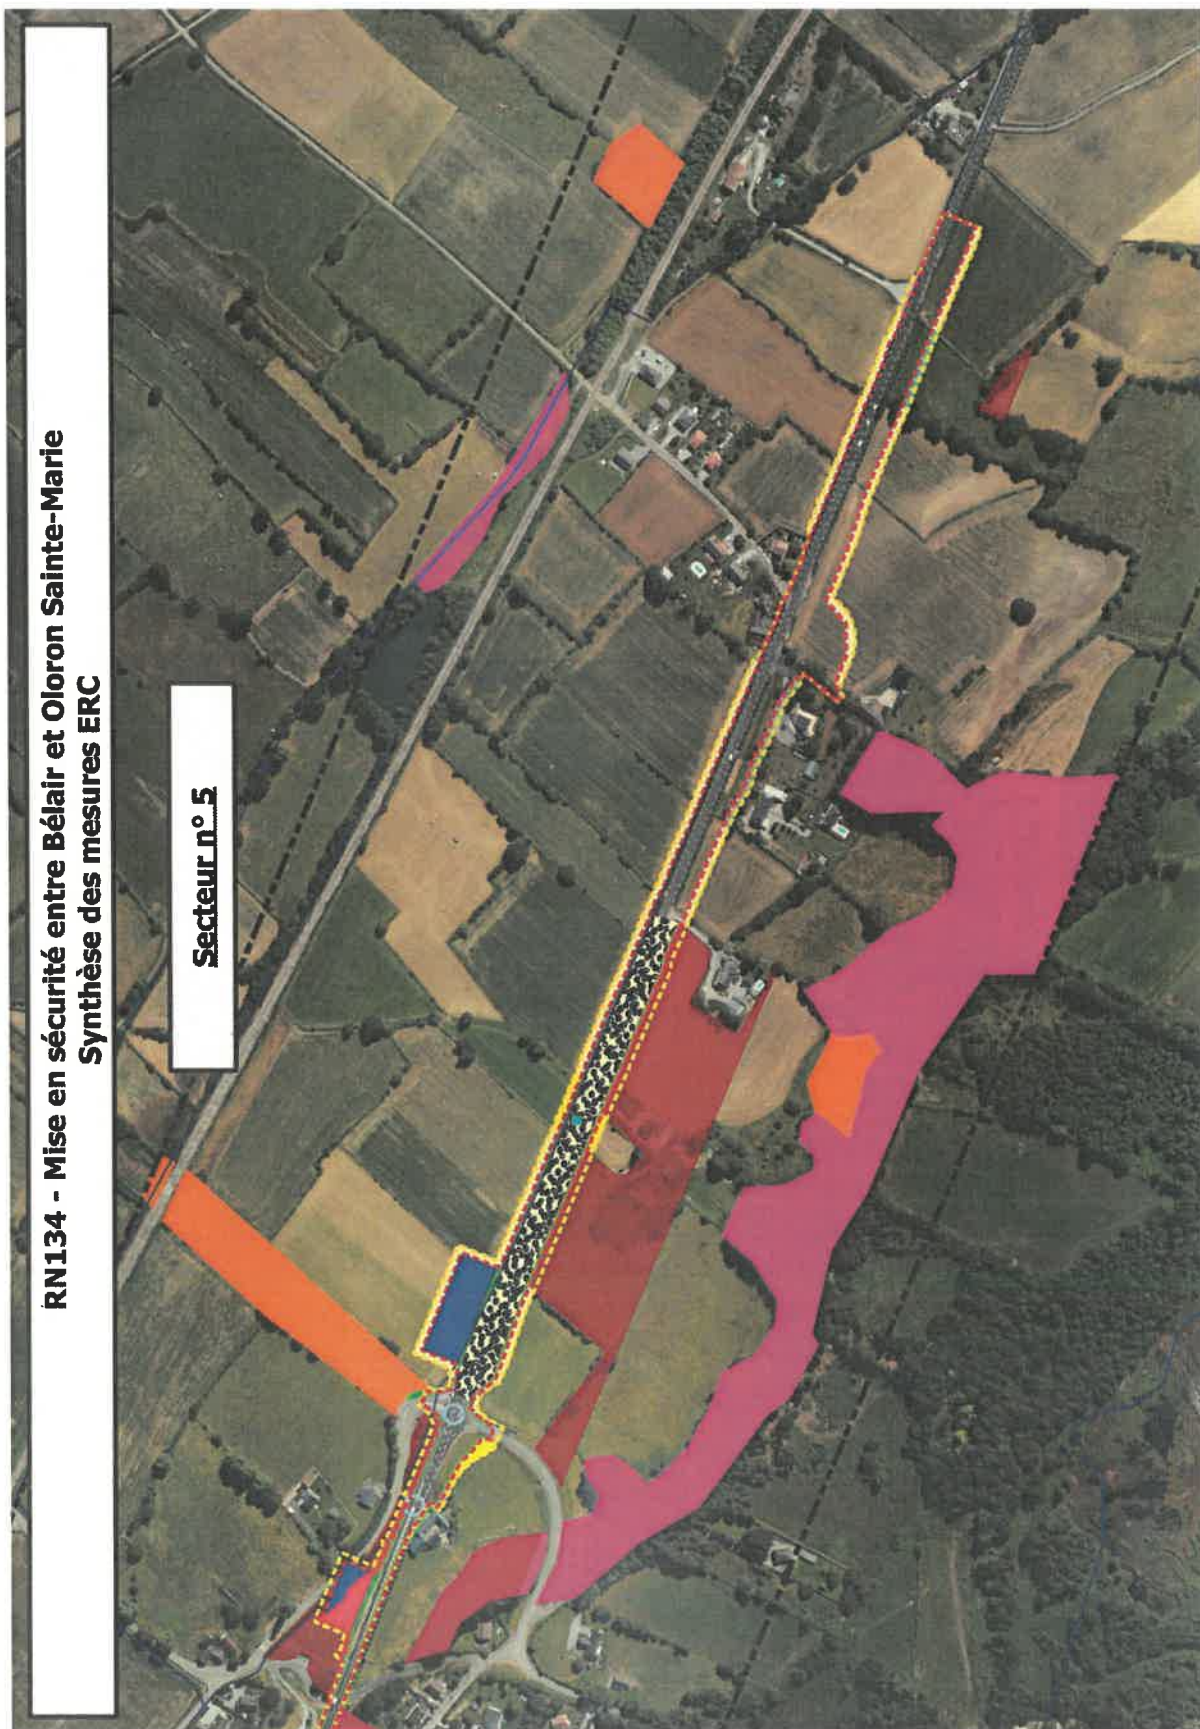 RN134 - Mise en sécurité entre Bélair et Oloron Sainte-Marie
Synthèse des mesures ERC
Secteur n° 5